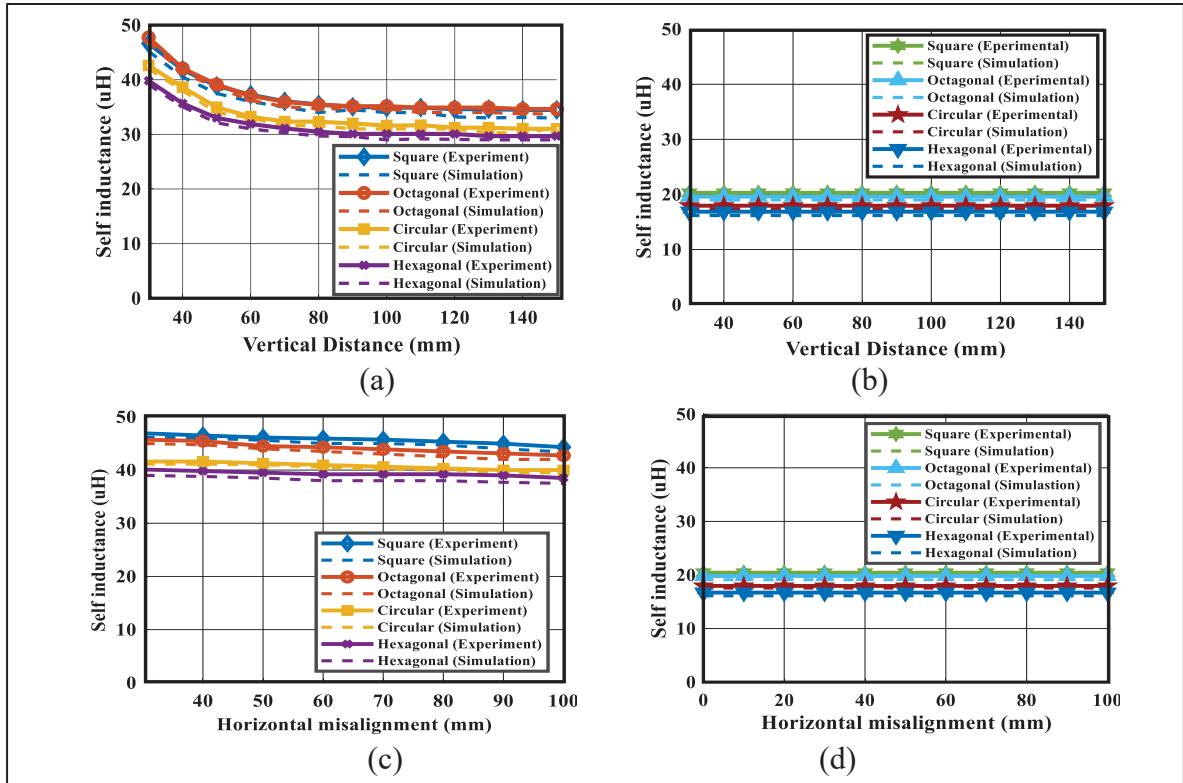 50
40
30
20
10
0
Self inductance (uH)
Square (Experiment)
Square (Simulation)
Octagonal (Experiment)
Octagonal (Simulation)
Circular (Experiment)
Circular (Simulation)
Hexagonal (Experiment)
Hexagonal (Simulation)
40 60 80 100 120 140
Vertical Distance (mm)
(a)
50
40
30
20
10
0
Self inductance (uH)
Square (Eperimental)
Square (Simulation)
Octagonal (Eperimental)
Octagonal (Simulation)
Circular (Eperimental)
Circular (Simulation)
Hexagonal (Eperimental)
Hexagonal (Simulation)
40 60 80 100 120 140
Vertical Distance (mm)
(b)
50
40
30
20
10
0
Self inductance (uH)
Square (Experiment)
Square (Simulation)
Octagonal (Experiment)
Octagonal (Simulation)
Circular (Experiment)
Circular (Simulation)
Hexagonal (Experiment)
Hexagonal (Simulation)
40 50 60 70 80 90 100
Horizontal misalignment (mm)
(c)
50
40
30
20
10
0
Self inductance (uH)
Square (Experimental)
Square (Simulation)
Octagonal (Experimental)
Octagonal (Simulation)
Circular (Experimental)
Circular (Simulation)
Hexagonal (Experimental)
Hexagonal (Simulation)
0 20 40 60 80 100
Horizontal misalignment (mm)
(d)